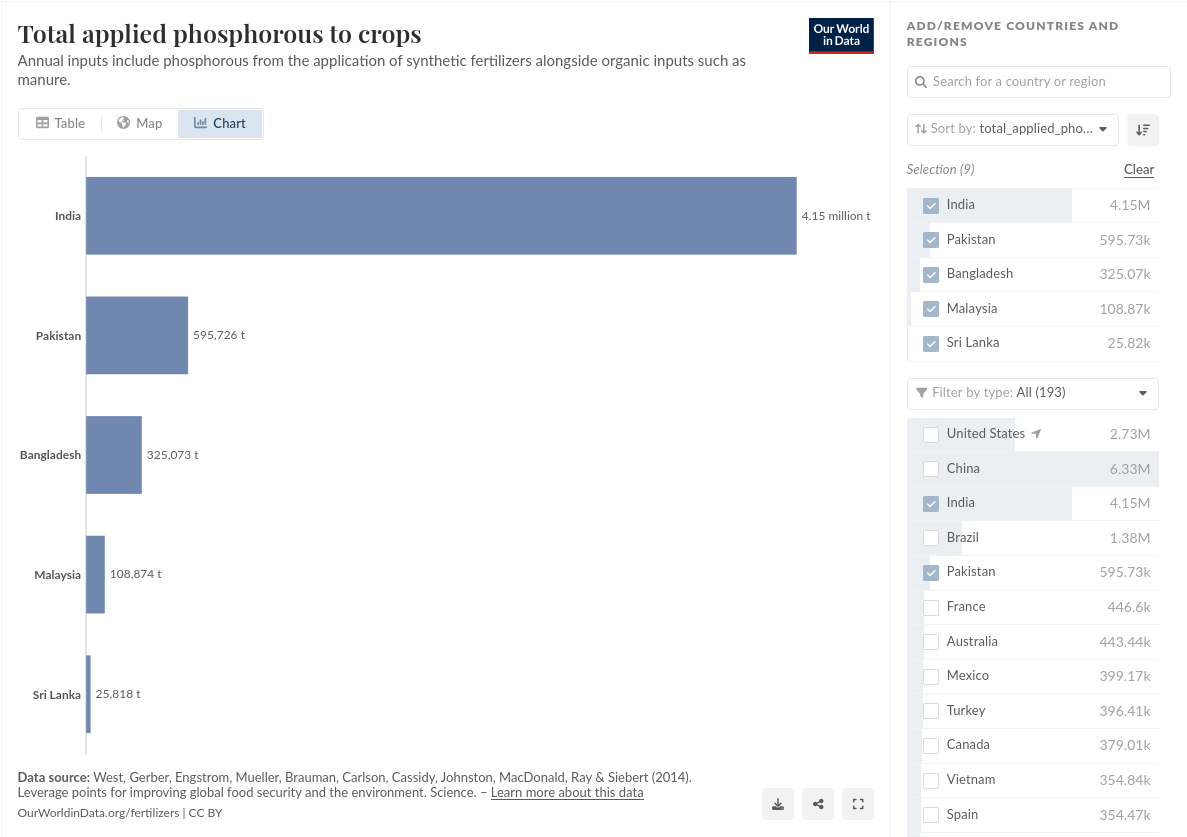 Total applied phosphorous to crops
Annual inputs include phosphorous from the application of synthetic fertilizers alongside organic inputs such as
manure.
Our World
in Data
Table
Map
Chart
India
4.15 million t
Pakistan
595,726 t
Bangladesh
325,073 t
Malaysia
108,874 t
Sri Lanka
25,818 t
Data source: West, Gerber, Engstrom, Mueller, Brauman, Carlson, Cassidy, Johnston, MacDonald, Ray & Siebert (2014).
Leverage points for improving global food security and the environment. Science. – Learn more about this data
OurWorldinData.org/fertilizers | CC BY
ADD/REMOVE COUNTRIES AND
REGIONS
Search for a country or region
Sort by: total_applied_pho...
Selection (9)
Clear
India 4.15M
Pakistan 595.73k
Bangladesh 325.07k
Malaysia 108.87k
Sri Lanka 25.82k
Filter by type: All (193)
United States 2.73M
China 6.33M
India 4.15M
Brazil 1.38M
Pakistan 595.73k
France 446.6k
Australia 443.44k
Mexico 399.17k
Turkey 396.41k
Canada 379.01k
Vietnam 354.84k
Spain 354.47k